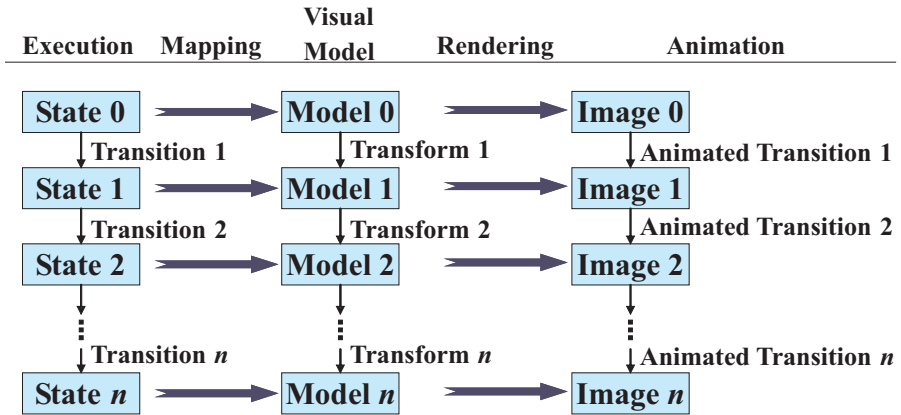 Execution Mapping Visual Model Rendering Animation
State 0 Model 0 Image 0
Transition 1 Transform 1 Animated Transition 1
State 1 Model 1 Image 1
Transition 2 Transform 2 Animated Transition 2
State 2 Model 2 Image 2
Transition n Transform n Animated Transition n
State n Model n Image n